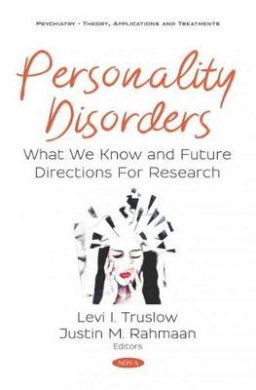 PSYCHIATRY - THEORY, APPLICATIONS AND TREATMENTS
Personality
Disorders
What We Know and Future
Directions For Research
Levi I. Truslow
Justin M. Rahmaan
Editors
NOVA